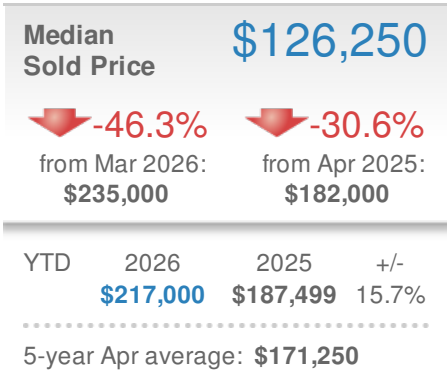 Median $126,250
Sold Price
-46.3% -30.6%
from Mar 2026: from Apr 2025:
$235,000 $182,000
YTD 2026 2025 +/-
$217,000 $187,499 15.7%
5-year Apr average: $171,250